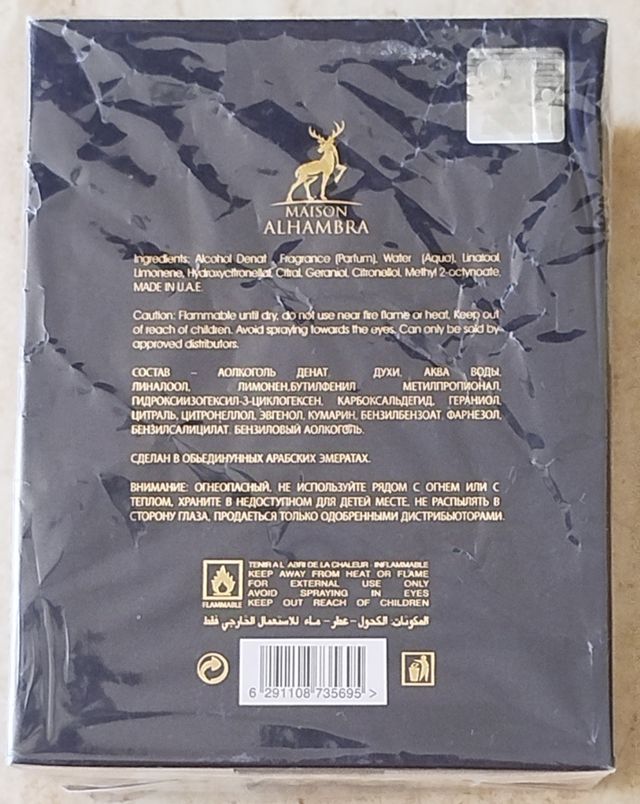 MAISON
ALHAMBRA
Ingredients: Alcohol Denat. Fragrance (Parfum), Water (Aqua), Linalool,
Limonene, Hydroxycitronellal, Citral, Geraniol, Citronellol, Methyl 2-octynoate,
MADE IN U.A.E.
Caution: Flammable until dry, do not use near fire flame or heat, Keep out
of reach of children. Avoid spraying towards the eyes, Can only be sold by
approved distributors.
СОСТАВ – АОЛКОГОЛЬ ДЕНАТ. ДУХИ, АКВА ВОДЫ.
ЛИНАЛООЛ, ЛИМОНЕН,БУТИЛФЕНИЛ МЕТИЛПРОПИОНАЛ,
ГИДРОКСИИЗОГЕКСИЛ-3-ЦИКЛОГЕКСЕН, КАРБОКСАЛЬДЕГИД, ГЕРАНИОЛ,
ЦИТРАЛЬ, ЦИТРОНЕЛЛОЛ, ЭВГЕНОЛ, КУМАРИН, БЕНЗИЛБЕНЗОАТ, ФАРНЕЗОЛ,
БЕНЗИЛСАЛИЦИЛАТ, БЕНЗИЛОВЫЙ АОЛКОГОЛЬ.
СДЕЛАН В ОБЬЕДИНУННЫХ АРАБСКИХ ЭМЕРАТАХ.
ВНИМАНИЕ: ОГНЕОПАСНЫЙ, НЕ ИСПОЛЬЗУЙТЕ РЯДОМ С ОГНЕМ ИЛИ С
ТЕПЛОМ, ХРАНИТЕ В НЕДОСТУПНОМ ДЛЯ ДЕТЕЙ МЕСТЕ, НЕ РАСПЫЛЯТЬ В
СТОРОНУ ГЛАЗА, ПРОДАЕТЬСЯ ТОЛЬКО ОДОБРЕННЫМИ ДИСТРИБЬЮТОРАМИ.
TENIR A L ABRI DE LA CHALEUR - INFLAMMABLE
KEEP AWAY FROM HEAT OR FLAME
FOR EXTERNAL USE ONLY
AVOID SPRAYING IN EYES
FLAMMABLE KEEP OUT REACH OF CHILDREN
المكونات: الكحول – عطر – ماء للاستعمال الخارجي فقط
6 291108 735695 >